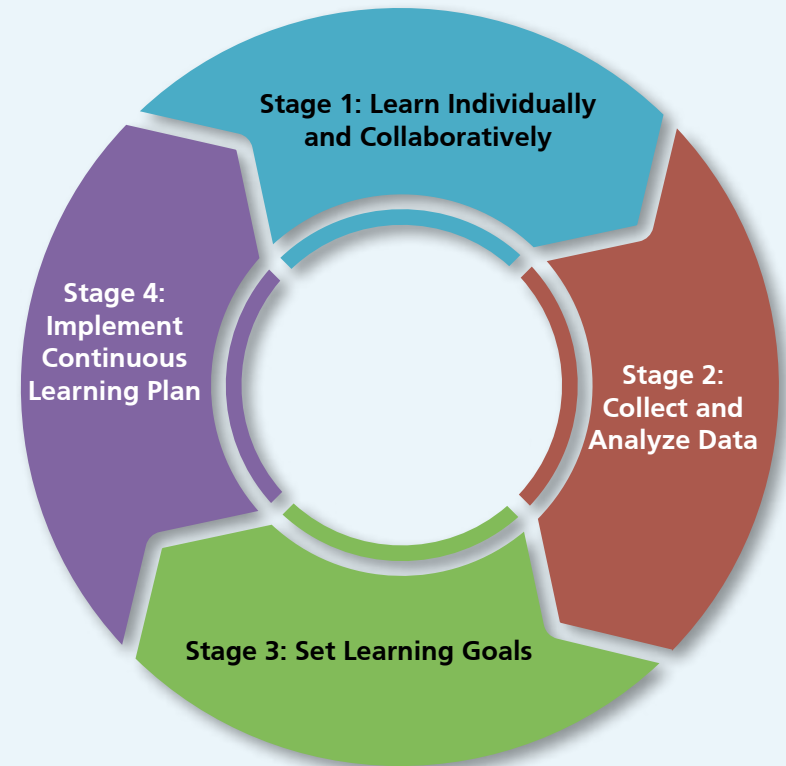 Stage 1: Learn Individually
and Collaboratively
Stage 2:
Collect and
Analyze Data
Stage 3: Set Learning Goals
Stage 4:
Implement
Continuous
Learning Plan